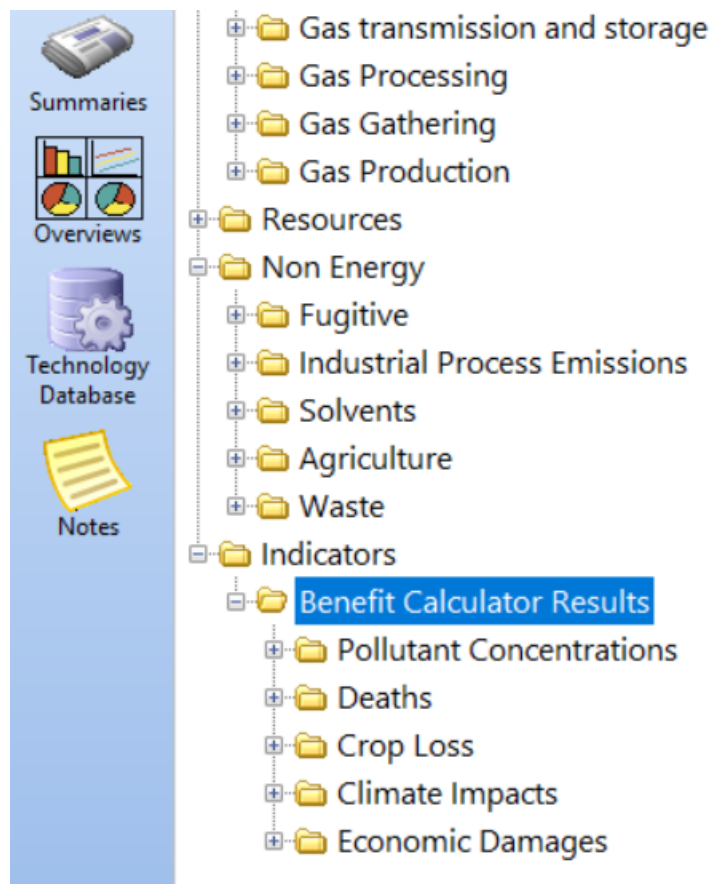 Summaries
Overviews
Technology
Database
Notes
Gas transmission and storage
Gas Processing
Gas Gathering
Gas Production
Resources
Non Energy
Fugitive
Industrial Process Emissions
Solvents
Agriculture
Waste
Indicators
Benefit Calculator Results
Pollutant Concentrations
Deaths
Crop Loss
Climate Impacts
Economic Damages